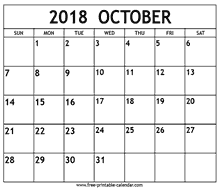 2018 OCTOBER
SUN MON TUE WED THU FRI SAT
1 2 3 4 5 6
7 8 9 10 11 12 13
14 15 16 17 18 19 20
21 22 23 24 25 26 27
28 29 30 31
www.free-printable-calendar.com